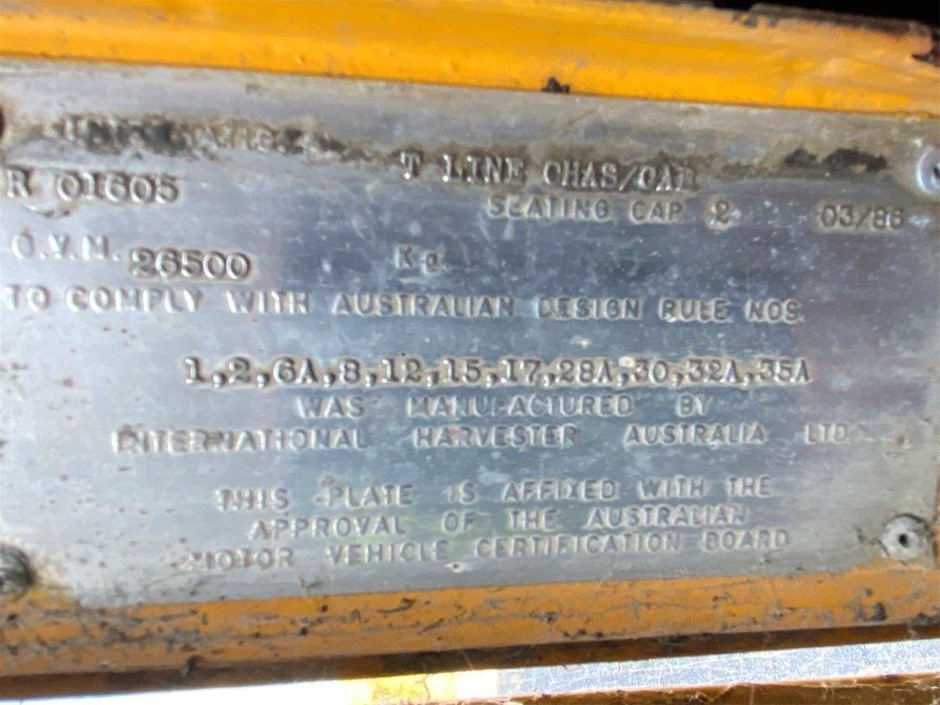 T LINE CHAS/CAB
R 01605
SEATING CAP 2 03/86
G.V.M. 26500 Kg.
TO COMPLY WITH AUSTRALIAN DESIGN RULE NOS.
1,2,6A,8,12,15,17,28A,30,32A,35A
WAS MANUFACTURED BY
INTERNATIONAL HARVESTER AUSTRALIA LTD
THIS PLATE IS AFFIXED WITH THE
APPROVAL OF THE AUSTRALIAN
MOTOR VEHICLE CERTIFICATION BOARD